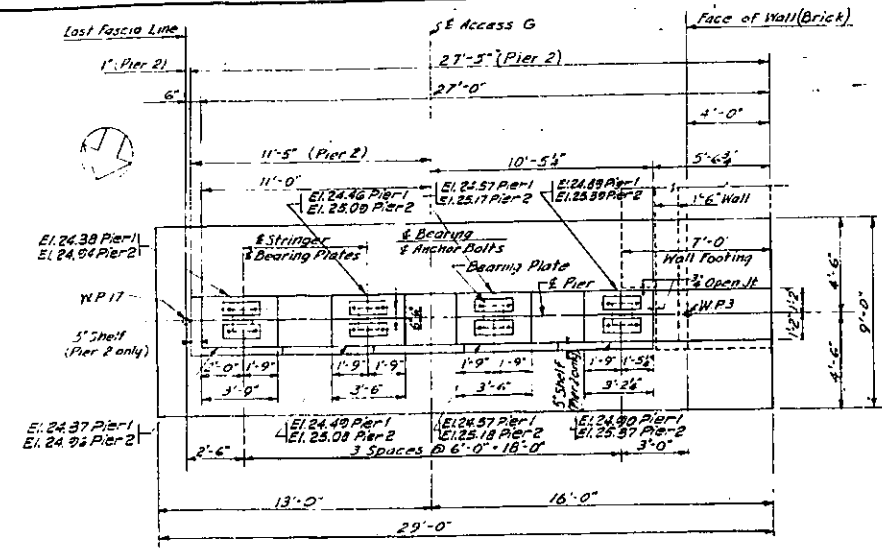 East Fascia Line
℄ Access G
Face of Wall (Brick)
1" (Pier 2)
27'-5" (Pier 2)
6"
27'-0"
4'-0"
11'-5" (Pier 2)
10'-5¼"
5'-6¾"
11'-0"
El. 24.46 Pier 1
El. 25.09 Pier 2
El. 24.57 Pier 1
El. 25.17 Pier 2
El. 24.89 Pier 1
El. 25.39 Pier 2
1'-6" Wall
El. 24.38 Pier 1
El. 24.94 Pier 2
℄ Stringer
& Bearing Plates
℄ Bearing
& Anchor Bolts
Bearing Plate
℄ Pier
7'-0"
Wall Footing
¾" Open Jt
W.P. 17
W.P. 3
5" Shelf
(Pier 2 only)
1'-2"
1'-2"
4'-6"
4'-6"
9'-0"
2'-0"
1'-9"
1'-9"
1'-9"
1'-9"
1'-9"
1'-9"
1'-5¼"
3'-9"
3'-6"
3'-6"
3'-2¼"
5" Shelf
El. 24.37 Pier 1
El. 24.96 Pier 2
El. 24.49 Pier 1
El. 25.08 Pier 2
El. 24.57 Pier 1
El. 25.18 Pier 2
El. 24.90 Pier 1
El. 25.37 Pier 2
2'-6"
3 Spaces @ 6'-0" = 18'-0"
3'-0"
13'-0"
16'-0"
29'-0"